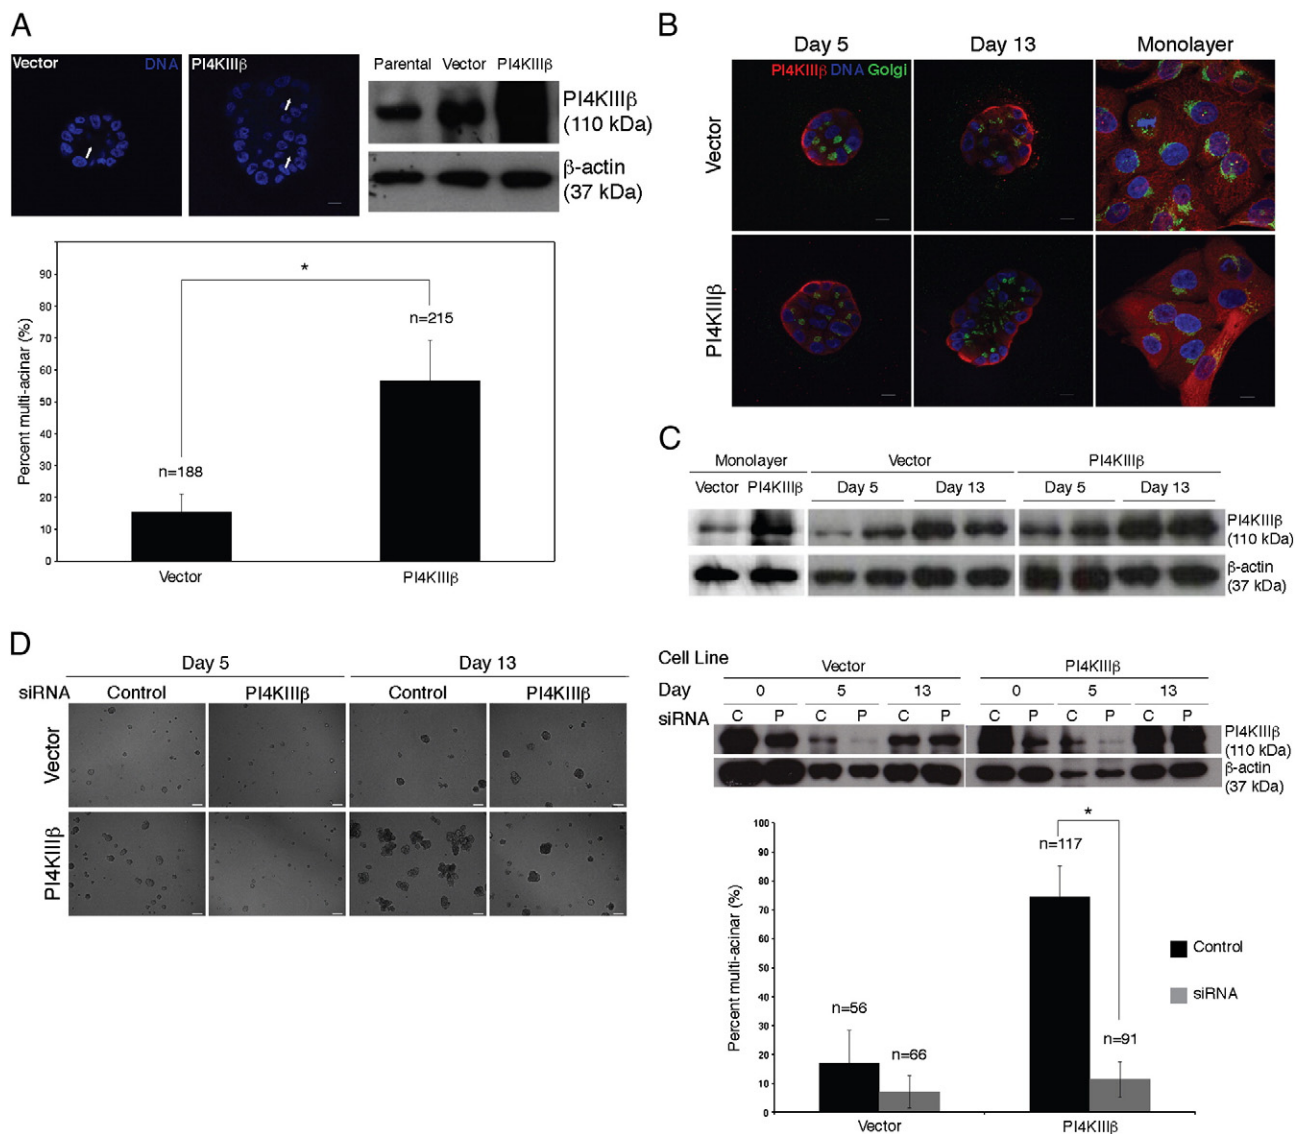 A
Vector
DNA
PI4KIIIβ
Parental Vector PI4KIIIβ
PI4KIIIβ
(110 kDa)
β-actin
(37 kDa)
Percent multi-acinar (%)
90
80
70
60
50
40
30
20
10
0
*
n=188
n=215
Vector
PI4KIIIβ
B
Day 5
Day 13
Monolayer
PI4KIIIβ DNA Golgi
Vector
PI4KIIIβ
C
Monolayer
Vector
PI4KIIIβ
Vector PI4KIIIβ
Day 5
Day 13
Day 5
Day 13
PI4KIIIβ
(110 kDa)
β-actin
(37 kDa)
D
Day 5
Day 13
siRNA
Control
PI4KIIIβ
Control
PI4KIIIβ
Vector
PI4KIIIβ
Cell Line
Vector
PI4KIIIβ
Day
0
5
13
0
5
13
siRNA
C P C P C P
C P C P C P
PI4KIIIβ
(110 kDa)
β-actin
(37 kDa)
Percent multi-acinar (%)
100
90
80
70
60
50
40
30
20
10
0
*
n=56
n=66
n=117
n=91
Control
siRNA
Vector
PI4KIIIβ